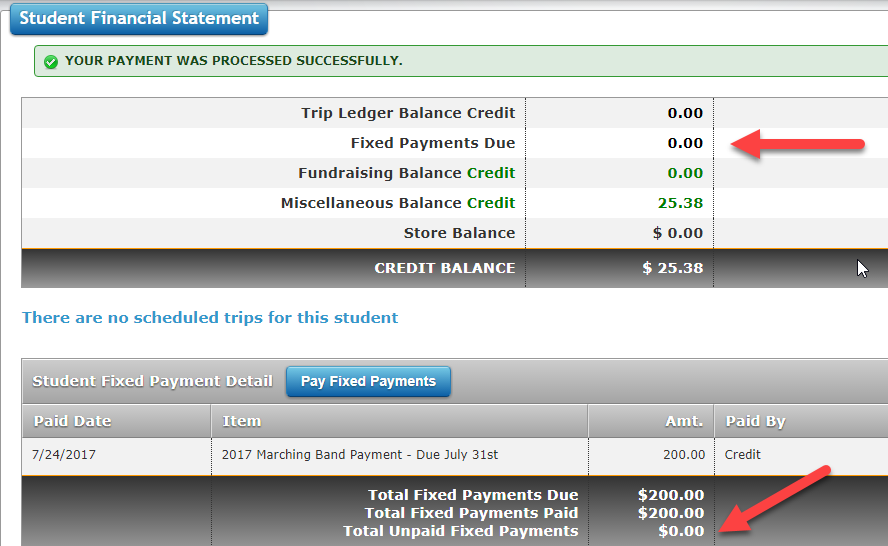 Student Financial Statement
YOUR PAYMENT WAS PROCESSED SUCCESSFULLY.
Trip Ledger Balance Credit 0.00
Fixed Payments Due 0.00
Fundraising Balance Credit 0.00
Miscellaneous Balance Credit 25.38
Store Balance $ 0.00
CREDIT BALANCE $ 25.38
There are no scheduled trips for this student
Student Fixed Payment Detail Pay Fixed Payments
Paid Date Item Amt. Paid By
7/24/2017 2017 Marching Band Payment - Due July 31st 200.00 Credit
Total Fixed Payments Due $200.00
Total Fixed Payments Paid $200.00
Total Unpaid Fixed Payments $0.00